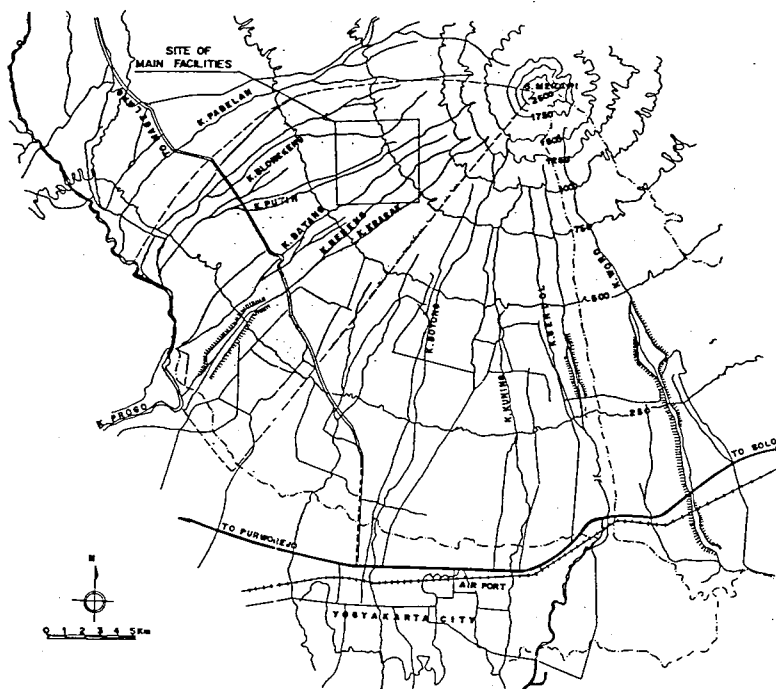 SITE OF
MAIN FACILITIES
G. MERAPI
2500
1750
1500
1250
1000
750
500
250
TO MAGELANG
K. PABELAN
K. BLONGKENG
K. PUTIH
K. BATANG
K. BEBENG
K. KRASAK
K. BOYONG
K. KUNING
K. GENDOL
K. WORO
K. PROGO
TO SOLO
TO PURWOREJO
AIR PORT
YOGYAKARTA CITY
N
0 1 2 3 4 5 Km